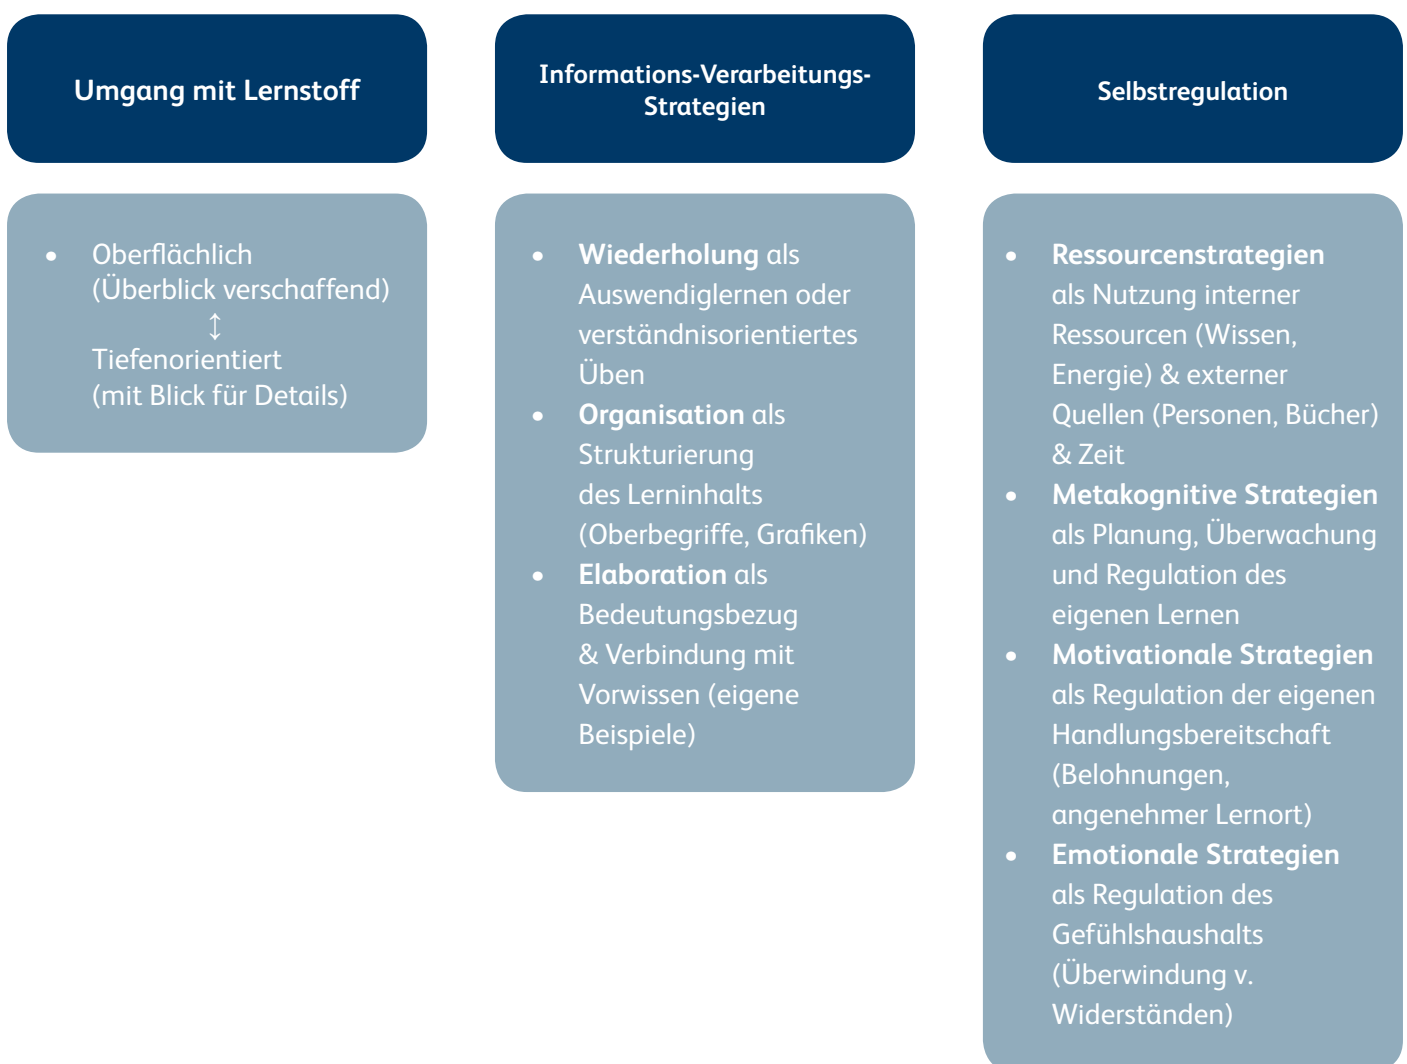 Umgang mit Lernstoff
• Oberflächlich
(Überblick verschaffend)
↕
Tiefenorientiert
(mit Blick für Details)
Informations-Verarbeitungs-
Strategien
• Wiederholung als
Auswendiglernen oder
verständnisorientiertes
Üben
• Organisation als
Strukturierung
des Lerninhalts
(Oberbegriffe, Grafiken)
• Elaboration als
Bedeutungsbezug
& Verbindung mit
Vorwissen (eigene
Beispiele)
Selbstregulation
• Ressourcenstrategien
als Nutzung interner
Ressourcen (Wissen,
Energie) & externer
Quellen (Personen, Bücher)
& Zeit
• Metakognitive Strategien
als Planung, Überwachung
und Regulation des
eigenen Lernen
• Motivationale Strategien
als Regulation der eigenen
Handlungsbereitschaft
(Belohnungen,
angenehmer Lernort)
• Emotionale Strategien
als Regulation des
Gefühlshaushalts
(Überwindung v.
Widerständen)